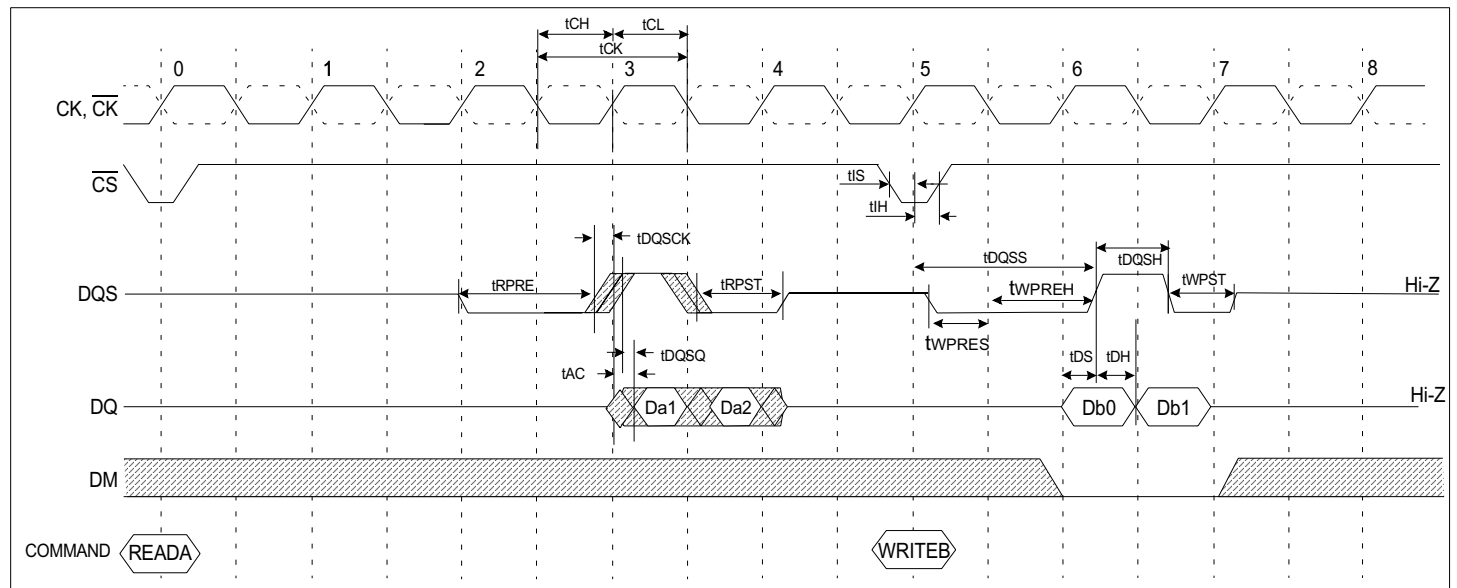 tCH tCL
tCK
0 1 2 3 4 5 6 7 8
CK, CK
CS
tIS
tIH
tDQSCK
tDQSS
tDQSH
tRPRE
tRPST
tWPREH
tWPST
DQS
Hi-Z
tWPRES
tDQSQ
tAC
tDS tDH
DQ
Da1 Da2
Db0 Db1
Hi-Z
DM
COMMAND READA WRITEB